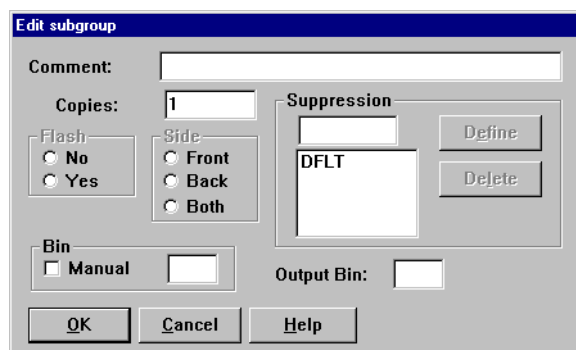 Edit subgroup
Comment:
Copies: 1
Suppression
Flash
No
Yes
Side
Front
Back
Both
DFLT
Define
Delete
Bin
Manual
Output Bin:
OK Cancel Help